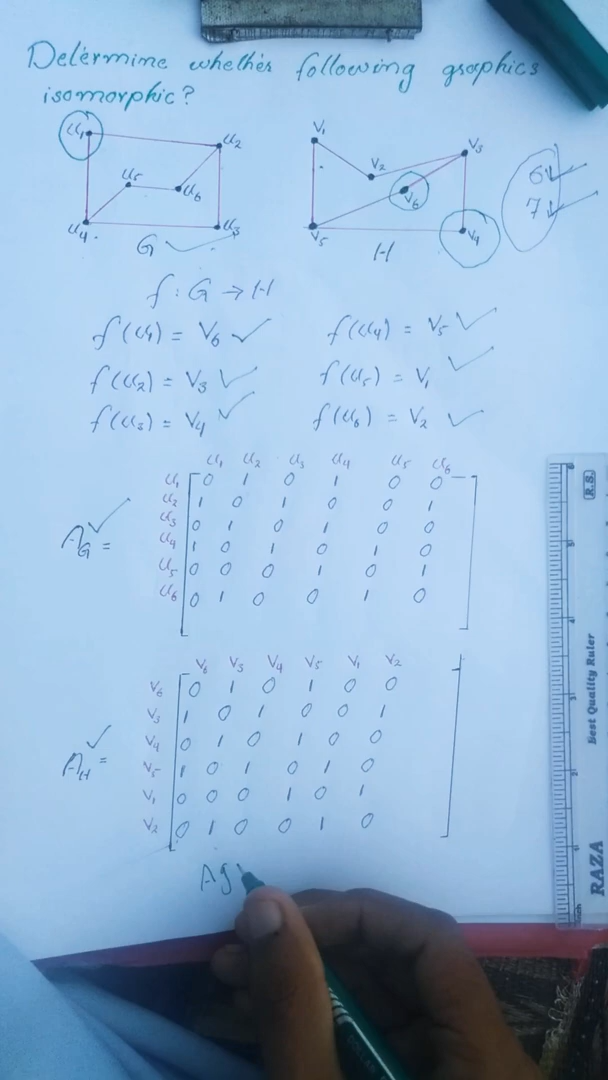 Determine whether following graphics
isomorphic?
u1 u2 u5 u6 u4 u3
G
v1 v2 v3 v6 v5 v4
H
6
7
f : G → H
f(u1) = v6 f(u4) = v5
f(u2) = v3 f(u5) = v1
f(u3) = v4 f(u6) = v2
u1 u2 u3 u4 u5 u6
u1 0 1 0 1 0 0
u2 1 0 1 0 0 1
u3 0 1 0 1 0 0
AG = u4 1 0 1 0 1 0
u5 0 0 0 1 0 1
u6 0 1 0 0 1 0
v6 v3 v4 v5 v1 v2
v6 0 1 0 1 0 0
v3 1 0 1 0 0 1
v4 0 1 0 1 0 0
AH = v5 1 0 1 0 1 0
v1 0 0 0 1 0 1
v2 0 1 0 0 1 0
AG
R.S.
Best Quality Ruler
RAZA